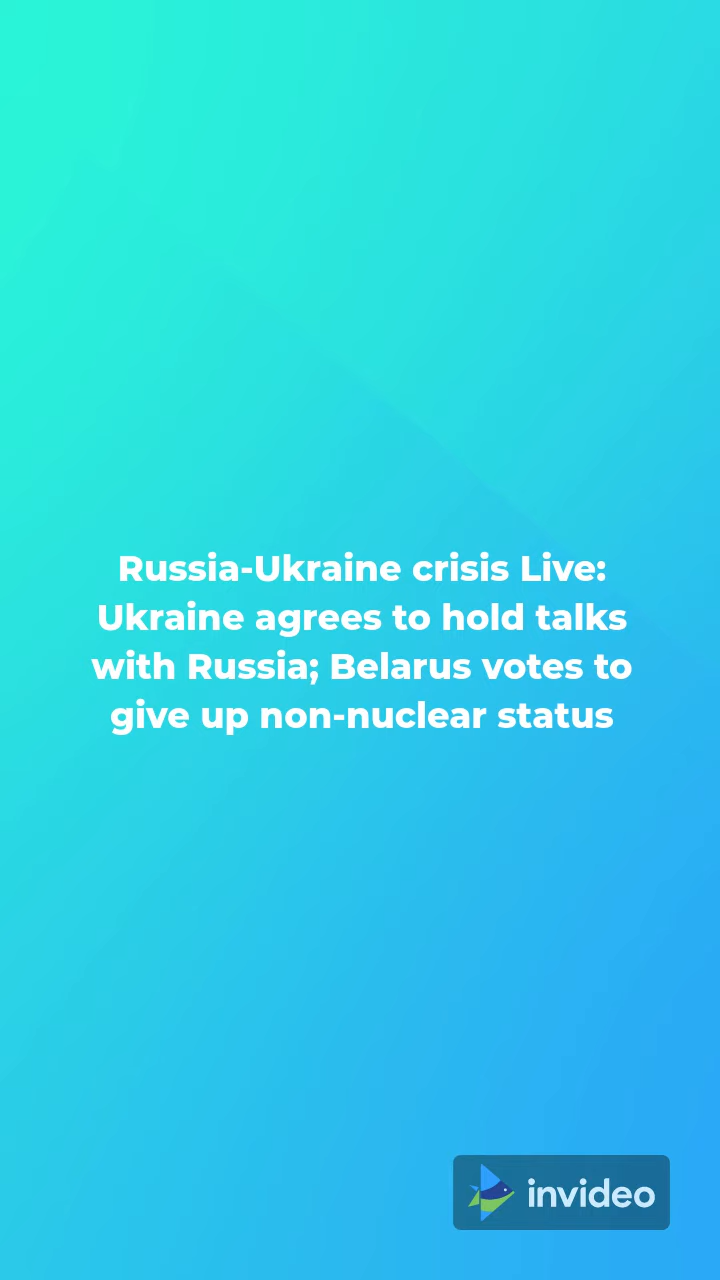 Russia-Ukraine crisis Live:
Ukraine agrees to hold talks
with Russia; Belarus votes to
give up non-nuclear status
invideo